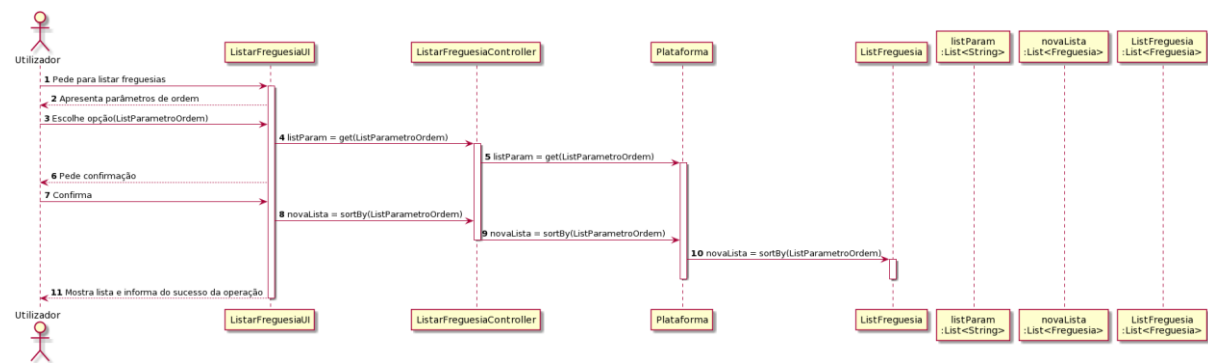 Utilizador
ListarFreguesiaUI
ListarFreguesiaController
Plataforma
ListFreguesia
listParam
:List<String>
novaLista
:List<Freguesia>
ListFreguesia
:List<Freguesia>
1 Pede para listar freguesias
2 Apresenta parâmetros de ordem
3 Escolhe opção(ListParametroOrdem)
4 listParam = get(ListParametroOrdem)
5 listParam = get(ListParametroOrdem)
6 Pede confirmação
7 Confirma
8 novaLista = sortBy(ListParametroOrdem)
9 novaLista = sortBy(ListParametroOrdem)
10 novaLista = sortBy(ListParametroOrdem)
11 Mostra lista e informa do sucesso da operação
Utilizador
ListarFreguesiaUI
ListarFreguesiaController
Plataforma
ListFreguesia
listParam
:List<String>
novaLista
:List<Freguesia>
ListFreguesia
:List<Freguesia>